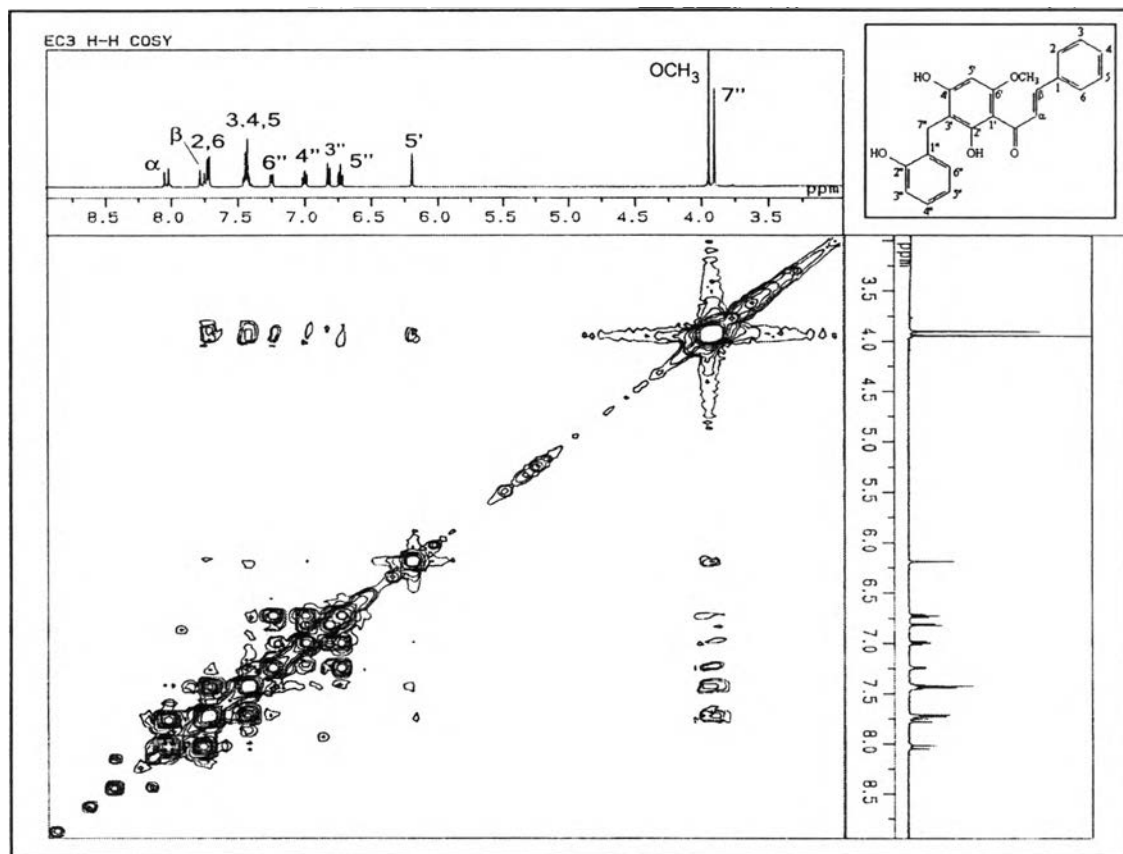 EC3 H-H COSY
OCH3
7''
α
β
2,6
3,4,5
6''
4''
3''
5''
5'
ppm
8.5 8.0 7.5 7.0 6.5 6.0 5.5 5.0 4.5 4.0 3.5
3
2
4
5
6
1
5'
HO
4'
6'
OCH3
β
α
7"
3'
1'
2'
O
OH
1"
HO
2"
6"
3"
5"
4"
ppm
3.5
4.0
4.5
5.0
5.5
6.0
6.5
7.0
7.5
8.0
8.5